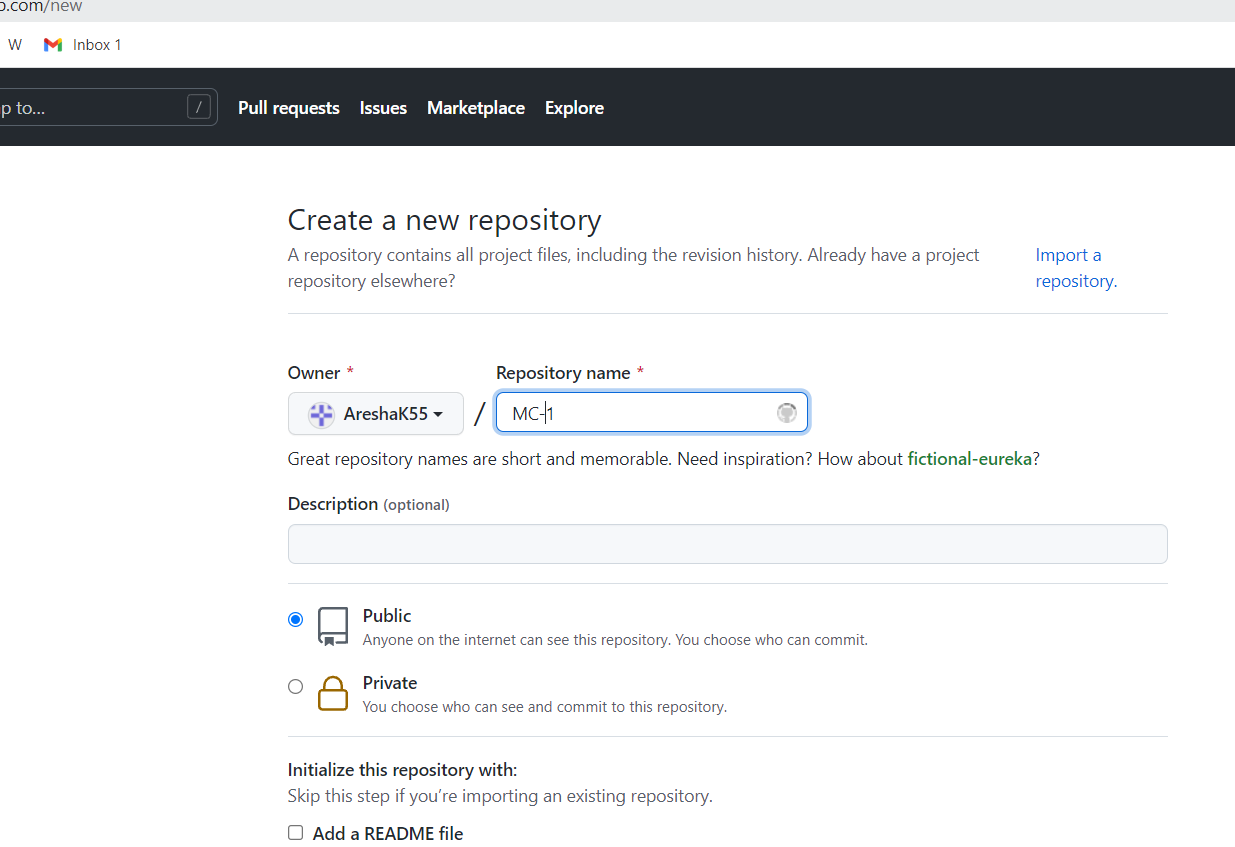 b.com/new
W Inbox 1
p to... / Pull requests Issues Marketplace Explore
Create a new repository
A repository contains all project files, including the revision history. Already have a project
repository elsewhere?
Import a
repository.
Owner * Repository name *
AreshaK55 / MC-1
Great repository names are short and memorable. Need inspiration? How about fictional-eureka?
Description (optional)
Public
Anyone on the internet can see this repository. You choose who can commit.
Private
You choose who can see and commit to this repository.
Initialize this repository with:
Skip this step if you’re importing an existing repository.
Add a README file